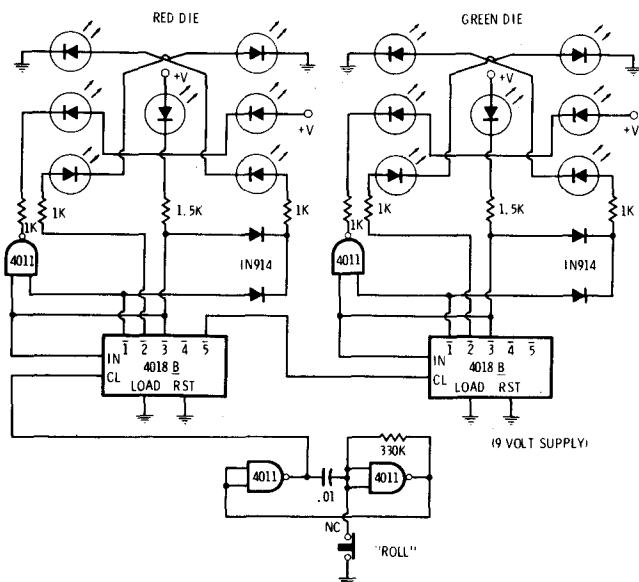 RED DIE GREEN DIE
+V +V
+V +V
1K 1K 1.5K 1K 1K 1K 1.5K 1K
4011 IN914 4011 IN914
1̅ 2̅ 3̅ 4̅ 5̅ 1̅ 2̅ 3̅ 4̅ 5̅
IN 4018 B IN 4018 B
CL LOAD RST CL LOAD RST
(9 VOLT SUPPLY)
330K
4011 .01 4011
NC
"ROLL"